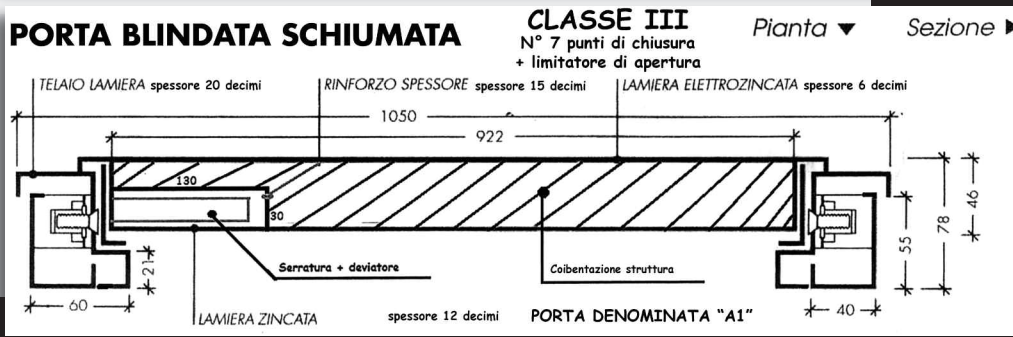 PORTA BLINDATA SCHIUMATA
CLASSE III
N° 7 punti di chiusura
+ limitatore di apertura
Pianta ▼
Sezione
TELAIO LAMIERA spessore 20 decimi
RINFORZO SPESSORE spessore 15 decimi
LAMIERA ELETTROZINCATA spessore 6 decimi
1050
922
130
30
46
78
55
21
Serratura + deviatore
Coibentazione struttura
60
40
LAMIERA ZINCATA
spessore 12 decimi
PORTA DENOMINATA “A1”